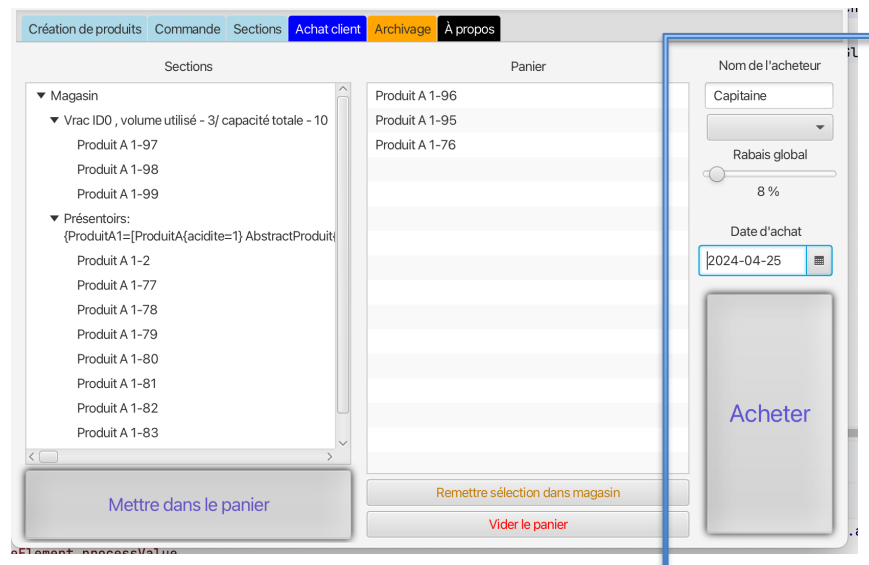 Création de produits Commande Sections Achat client Archivage À propos
Sections
Magasin
Vrac ID0 , volume utilisé - 3/ capacité totale - 10
Produit A 1-97
Produit A 1-98
Produit A 1-99
Présentoirs:
{ProduitA1=[ProduitA{acidite=1} AbstractProduit{
Produit A 1-2
Produit A 1-77
Produit A 1-78
Produit A 1-79
Produit A 1-80
Produit A 1-81
Produit A 1-82
Produit A 1-83
Mettre dans le panier
Panier
Produit A 1-96
Produit A 1-95
Produit A 1-76
Remettre sélection dans magasin
Vider le panier
Nom de l'acheteur
Capitaine
Rabais global
8 %
Date d'achat
2024-04-25
Acheter